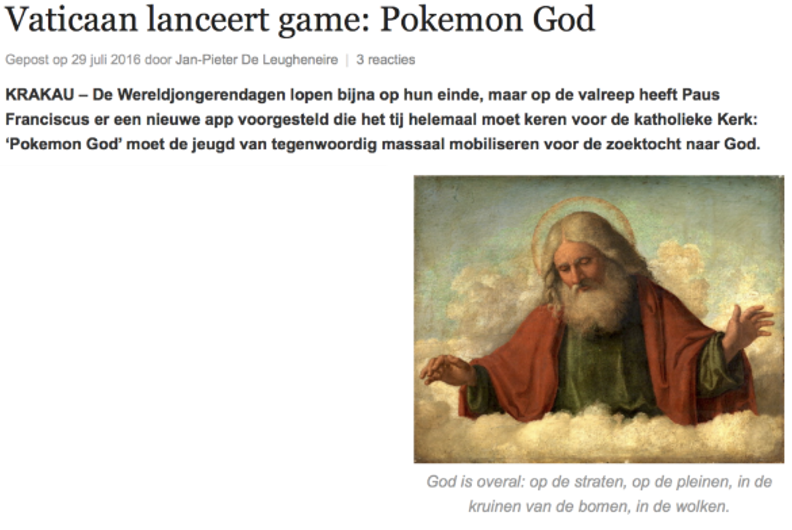 Vaticaan lanceert game: Pokemon God
Gepost op 29 juli 2016 door Jan-Pieter De Leugheneire | 3 reacties
KRAKAU – De Wereldjongerendagen lopen bijna op hun einde, maar op de valreep heeft Paus
Franciscus er een nieuwe app voorgesteld die het tij helemaal moet keren voor de katholieke Kerk:
‘Pokemon God’ moet de jeugd van tegenwoordig massaal mobiliseren voor de zoektocht naar God.
God is overal: op de straten, op de pleinen, in de
kruinen van de bomen, in de wolken.